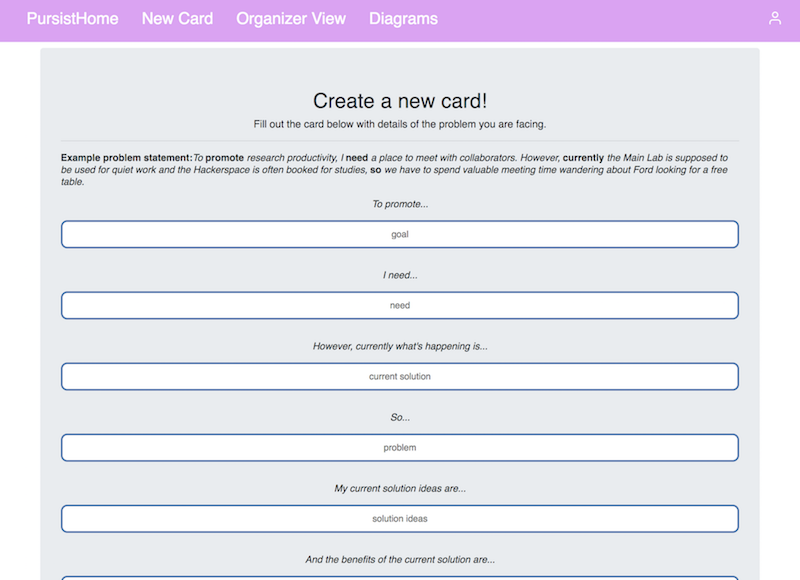 PursistHome New Card Organizer View Diagrams
Create a new card!
Fill out the card below with details of the problem you are facing.
Example problem statement:To promote research productivity, I need a place to meet with collaborators. However, currently the Main Lab is supposed to
be used for quiet work and the Hackerspace is often booked for studies, so we have to spend valuable meeting time wandering about Ford looking for a free
table.
To promote...
goal
I need...
need
However, currently what's happening is...
current solution
So...
problem
My current solution ideas are...
solution ideas
And the benefits of the current solution are...